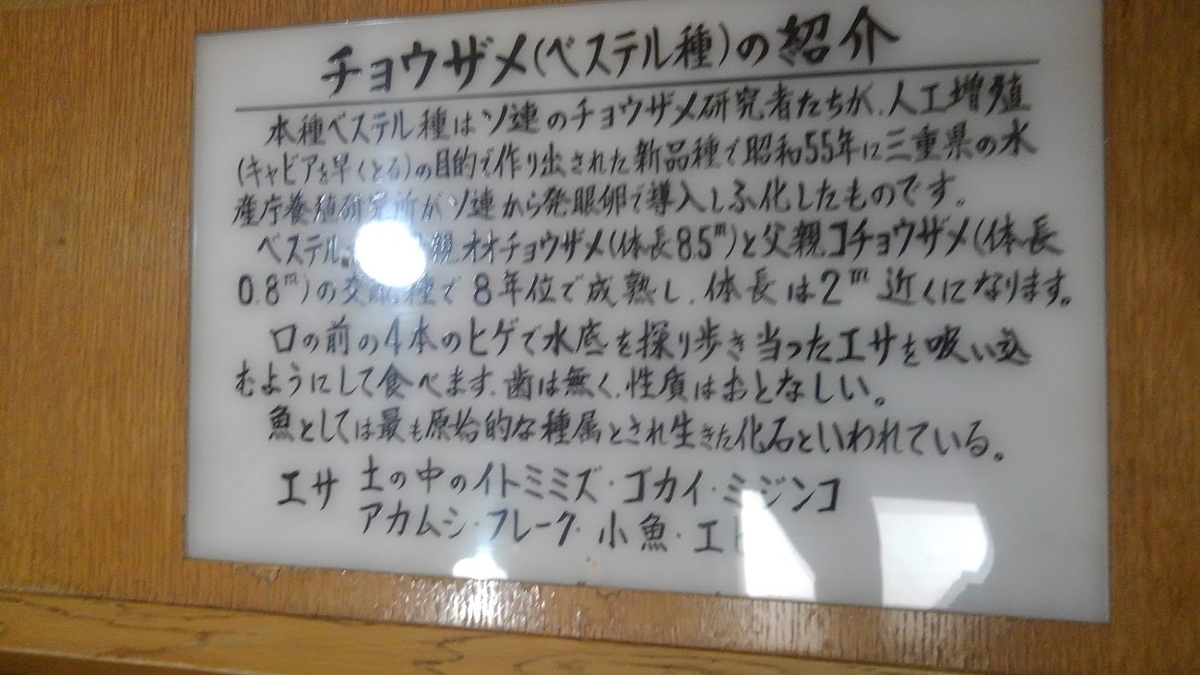 チョウザメ(ベステル種)の紹介
本種ベステル種はソ連のチョウザメ研究者たちが、人工増殖
(キャビアを早くとる)の目的で作り出された新品種で昭和55年に三重県の水
産庁養殖研究所がソ連から発眼卵で導入しふ化したものです。
ベステル 親オオチョウザメ(体長8.5m)と父親コチョウザメ(体長
0.8m)の交配種で8年位で成熟し、体長は2m近くになります。
口の前の4本のヒゲで水底を探り歩き当ったエサを吸い込
むようにして食べます、歯は無く、性質はおとなしい。
魚としては最も原始的な種属とされ生きた化石といわれている。
エサ 土の中のイトミミズ・ゴカイ・ミジンコ
アカムシ・フレーク・小魚・エビ